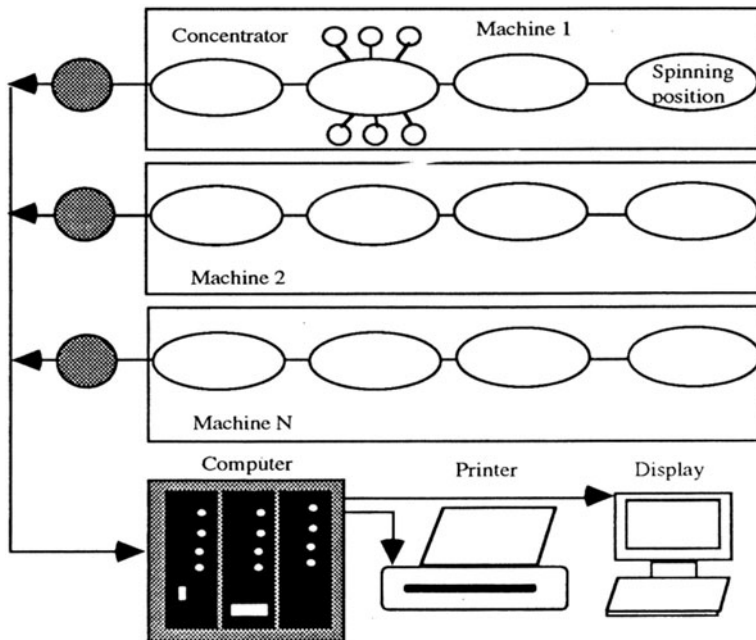 Concentrator
Machine 1
Spinning
position
Machine 2
Machine N
Computer
Printer
Display